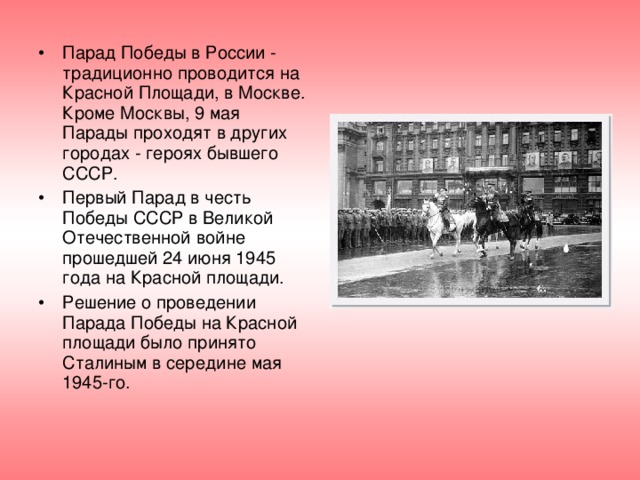 • Парад Победы в России -
традиционно проводится на
Красной Площади, в Москве.
Кроме Москвы, 9 мая
Парады проходят в других
городах - героях бывшего
СССР.
• Первый Парад в честь
Победы СССР в Великой
Отечественной войне
прошедшей 24 июня 1945
года на Красной площади.
• Решение о проведении
Парада Победы на Красной
площади было принято
Сталиным в середине мая
1945-го.